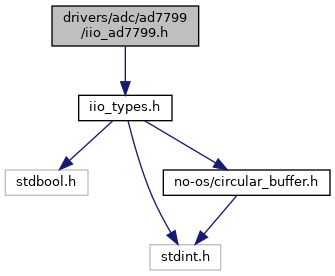 drivers/adc/ad7799
/iio_ad7799.h
iio_types.h
stdbool.h
no-os/circular_buffer.h
stdint.h